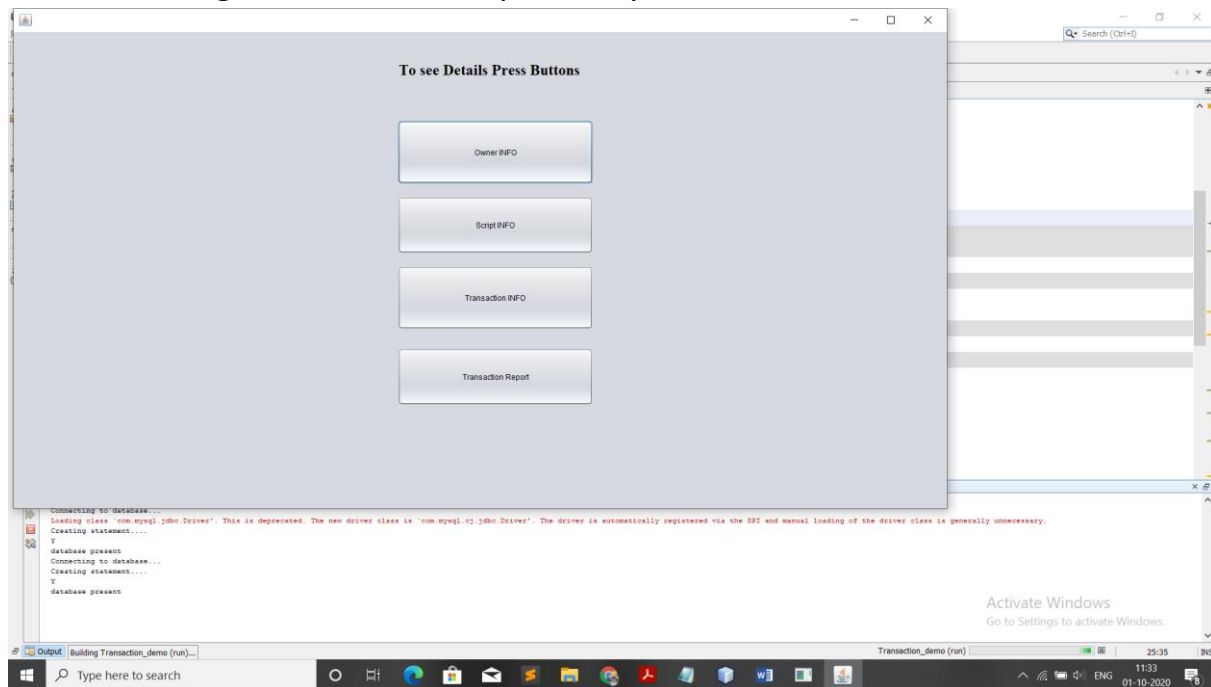 Search (Ctrl+I)
To see Details Press Buttons
Owner INFO
Script INFO
Transaction INFO
Transaction Report
Connecting to database...
Loading class 'com.mysql.jdbc.Driver'. This is deprecated. The new driver class is 'com.mysql.cj.jdbc.Driver'. The driver is automatically registered via the SPI and manual loading of the driver class is generally unnecessary.
Creating statement....
Y
database present
Connecting to database...
Creating statement....
Y
database present
Activate Windows
Go to Settings to activate Windows.
Output Building Transaction_demo (run)...
Transaction_demo (run)
25:35
Type here to search
ENG
11:33
01-10-2020
8